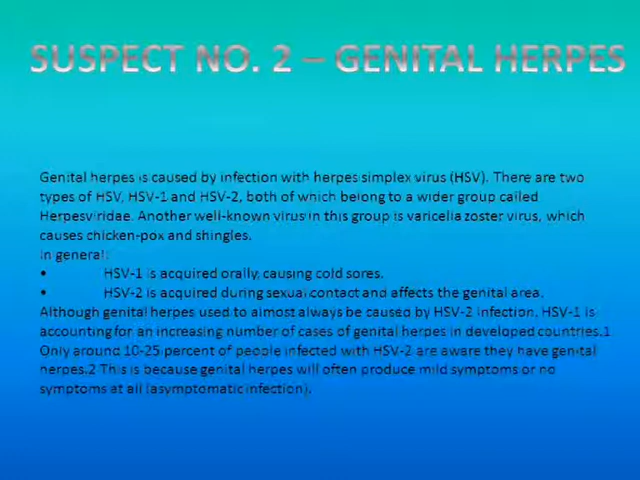 SUSPECT NO. 2 – GENITAL HERPES
Genital herpes is caused by infection with herpes simplex virus (HSV). There are two
types of HSV, HSV-1 and HSV-2, both of which belong to a wider group called
Herpesviridae. Another well-known virus in this group is varicella zoster virus, which
causes chicken-pox and shingles.
In general:
• HSV-1 is acquired orally, causing cold sores.
• HSV-2 is acquired during sexual contact and affects the genital area.
Although genital herpes used to almost always be caused by HSV-2 infection, HSV-1 is
accounting for an increasing number of cases of genital herpes in developed countries.1
Only around 10-25 percent of people infected with HSV-2 are aware they have genital
herpes.2 This is because genital herpes will often produce mild symptoms or no
symptoms at all (asymptomatic infection).